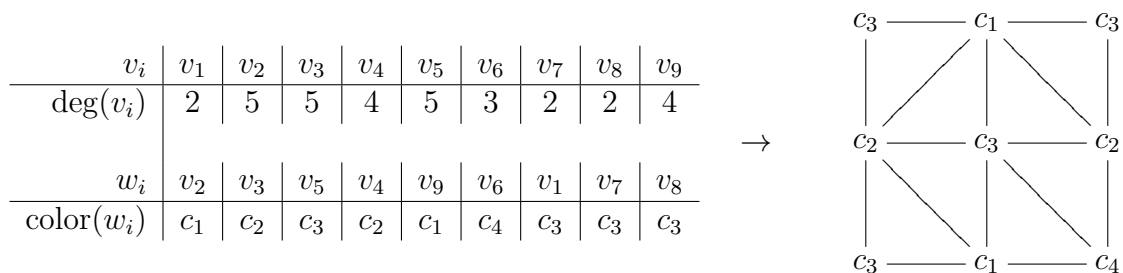 v_i v_1 v_2 v_3 v_4 v_5 v_6 v_7 v_8 v_9
deg(v_i) 2 5 5 4 5 3 2 2 4
w_i v_2 v_3 v_5 v_4 v_9 v_6 v_1 v_7 v_8
color(w_i) c_1 c_2 c_3 c_2 c_1 c_4 c_3 c_3 c_3
→
c_3 c_1 c_3
c_2 c_3 c_2
c_3 c_1 c_4